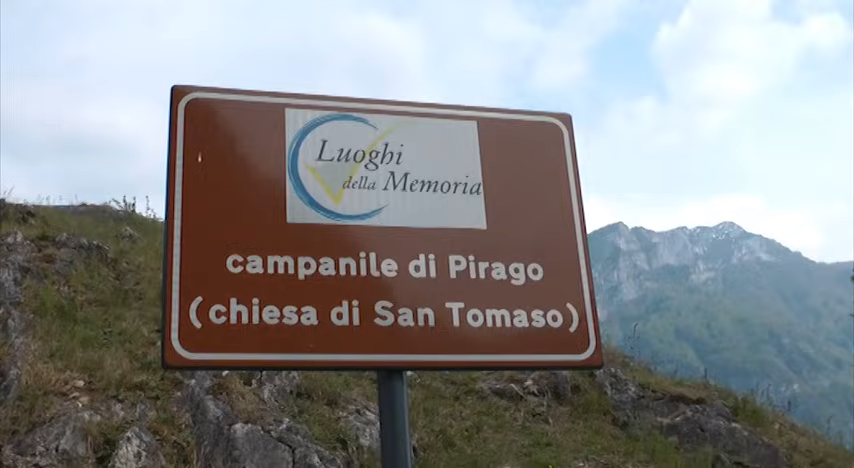 Luoghi
della Memoria
campanile di Pirago
(chiesa di San Tomaso)